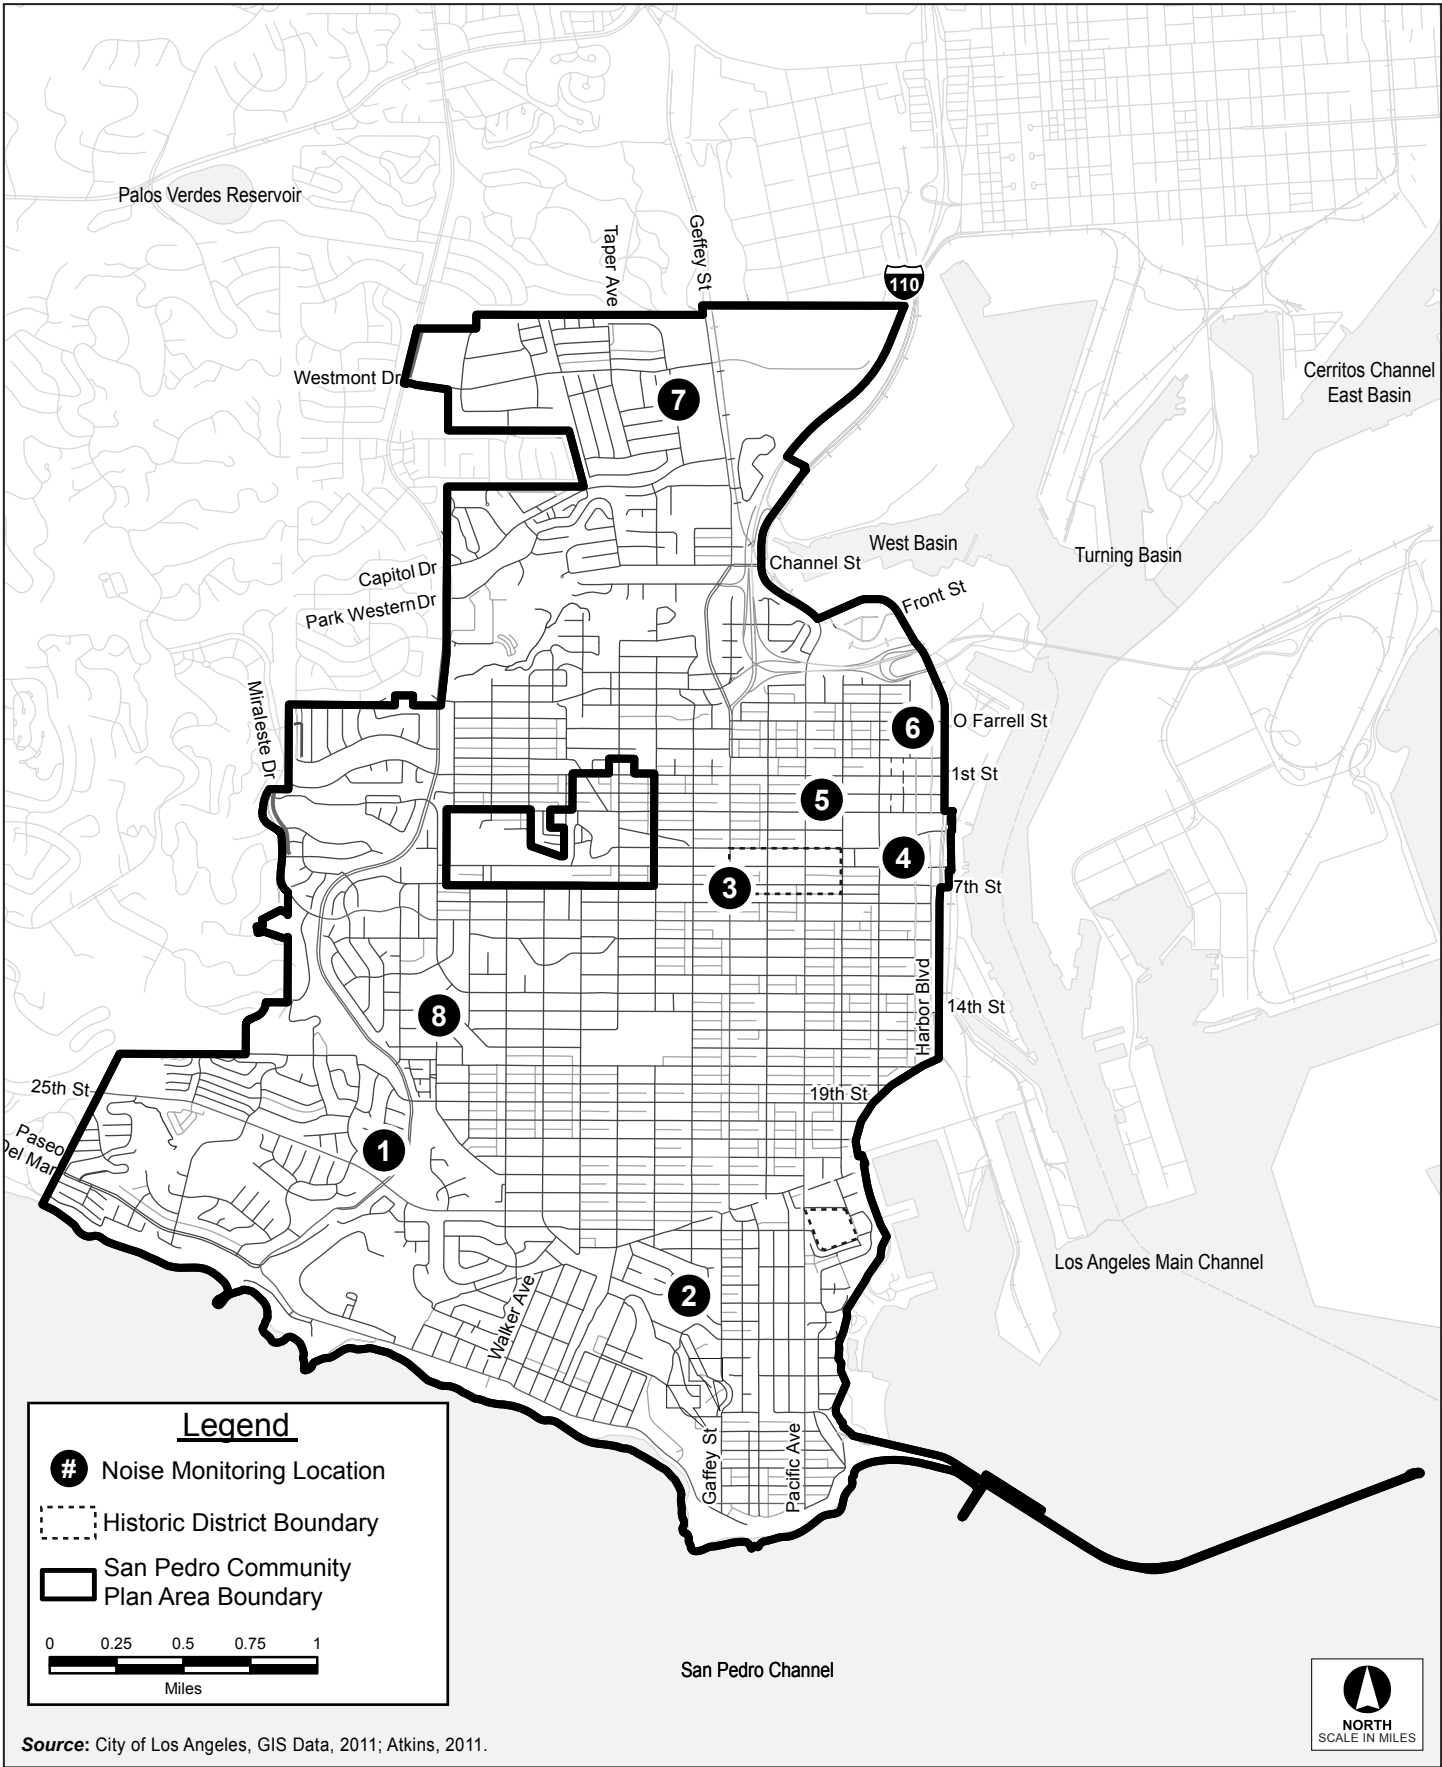 Palos Verdes Reservoir
Taper Ave
Geffey St
110
Westmont Dr
7
Cerritos Channel
East Basin
West Basin
Turning Basin
Channel St
Capitol Dr
Park Western Dr
Front St
Miraleste Dr
6
O Farrell St
1st St
5
4
3
7th St
8
Harbor Blvd
14th St
25th St
19th St
Paseo
Del Mar
1
Los Angeles Main Channel
2
Walker Ave
Gaffey St
Pacific Ave
Legend
# Noise Monitoring Location
Historic District Boundary
San Pedro Community
Plan Area Boundary
0 0.25 0.5 0.75 1
Miles
San Pedro Channel
NORTH
SCALE IN MILES
Source: City of Los Angeles, GIS Data, 2011; Atkins, 2011.